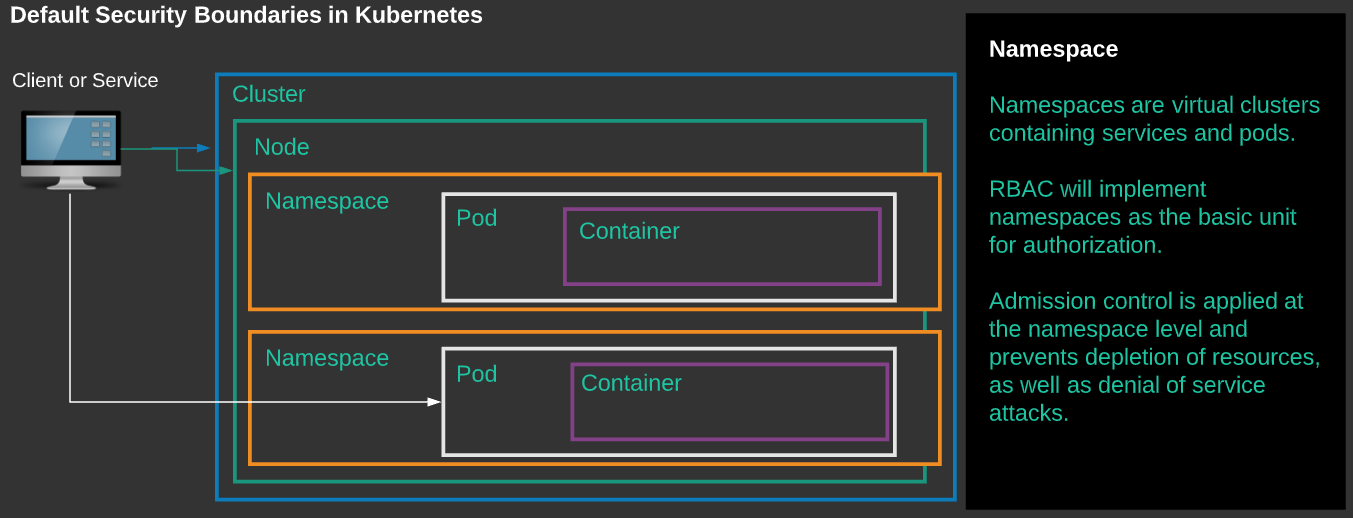 Default Security Boundaries in Kubernetes
Client or Service
Cluster
Node
Namespace
Pod
Container
Namespace
Pod
Container
Namespace
Namespaces are virtual clusters
containing services and pods.
RBAC will implement
namespaces as the basic unit
for authorization.
Admission control is applied at
the namespace level and
prevents depletion of resources,
as well as denial of service
attacks.